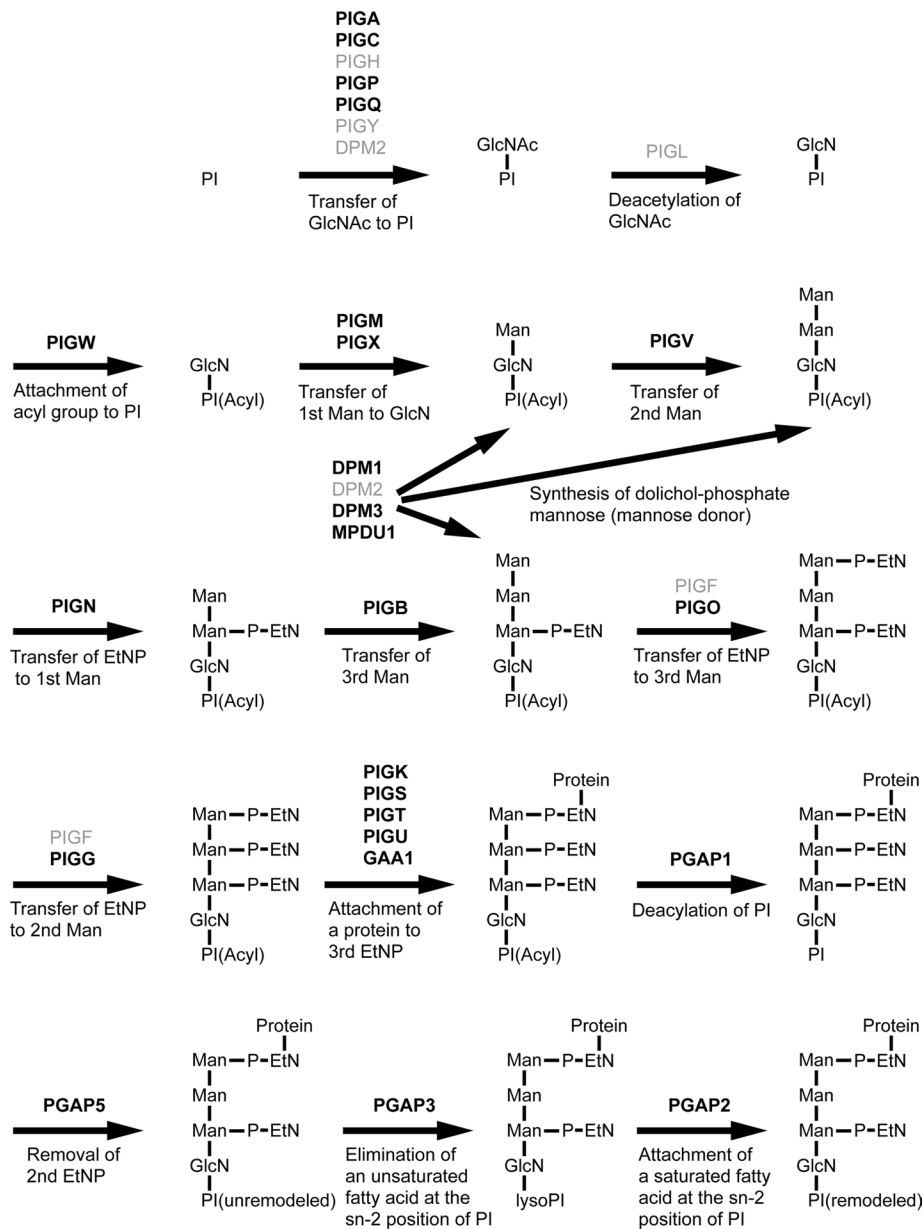 PIGA
PIGC
PIGH
PIGP
PIGQ
PIGY
DPM2
PI
Transfer of
GlcNAc to PI
GlcNAc
PI
PIGL
Deacetylation of
GlcNAc
GlcN
PI
PIGW
Attachment of
acyl group to PI
GlcN
PI(Acyl)
PIGM
PIGX
Transfer of
1st Man to GlcN
Man
GlcN
PI(Acyl)
PIGV
Transfer of
2nd Man
Man
Man
GlcN
PI(Acyl)
DPM1
DPM2
DPM3
MPDU1
Synthesis of dolichol-phosphate
mannose (mannose donor)
PIGN
Transfer of EtNP
to 1st Man
Man
Man–P–EtN
GlcN
PI(Acyl)
PIGB
Transfer of
3rd Man
Man
Man
Man–P–EtN
GlcN
PI(Acyl)
PIGF
PIGO
Transfer of EtNP
to 3rd Man
Man–P–EtN
Man
Man–P–EtN
GlcN
PI(Acyl)
PIGF
PIGG
Transfer of EtNP
to 2nd Man
Man–P–EtN
Man–P–EtN
Man–P–EtN
GlcN
PI(Acyl)
PIGK
PIGS
PIGT
PIGU
GAA1
Attachment of
a protein to
3rd EtNP
Protein
Man–P–EtN
Man–P–EtN
Man–P–EtN
GlcN
PI(Acyl)
PGAP1
Deacylation of PI
Protein
Man–P–EtN
Man–P–EtN
Man–P–EtN
GlcN
PI
PGAP5
Removal of
2nd EtNP
Protein
Man–P–EtN
Man
Man–P–EtN
GlcN
PI(unremodeled)
PGAP3
Elimination of
an unsaturated
fatty acid at the
sn-2 position of PI
Protein
Man–P–EtN
Man
Man–P–EtN
GlcN
lysoPI
PGAP2
Attachment of
a saturated fatty
acid at the sn-2
position of PI
Protein
Man–P–EtN
Man
Man–P–EtN
GlcN
PI(remodeled)